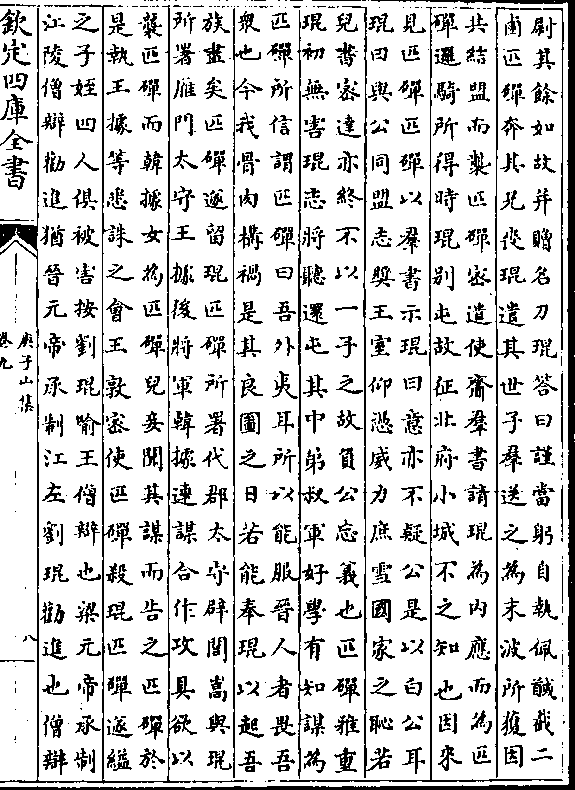 尉其餘如故并贈名刀琨答曰謹當躬自執佩馘截二
國匹磾奔其兄從琨遣其世子羣送之為末波所獲因
共結盟而襲匹磾密遣使齎羣書請琨為内應而為匹
磾邏騎所得時琨別屯故征北府小城不之知也因來
見匹磾匹磾以羣書示琨曰意亦不疑公是以白公耳
琨曰與公同盟志奬王室仰憑威力庶雪國家之恥若
兒書密達亦終不以一子之故負公忘義也匹磾雅重
琨初無害琨志將聽還屯其中弟叔軍好學有知謀為
匹磾所信謂匹磾曰吾外夷耳所以能服晉人者畏吾
衆也今我骨肉構禍是其良圖之日若能奉琨以起吾
族盡矣匹磾遂留琨匹磾所署代郡太守辟閭嵩與琨
所署雁門太守王據後將軍韓據連謀合作攻具欲以
襲匹磾而韓據女為匹磾兒妾聞其謀而告之匹磾於
是執王據等悉誅之會王敦密使匹磾殺琨匹磾遂縊
之子姪四人俱被害按劉琨喻王僧辯也梁元帝承制
江陵僧辯勸進猶晉元帝承制江左劉琨勸進也僧辯
欽定四庫全書
庾子山集
卷九
八